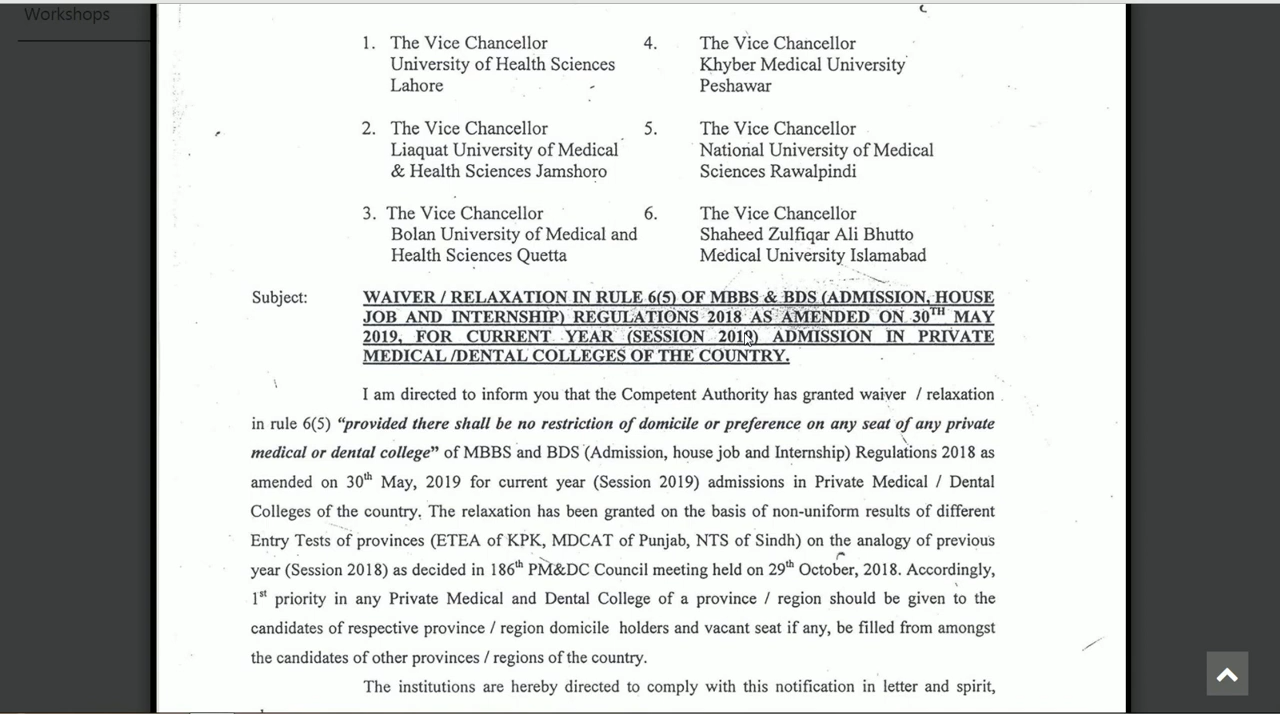 Workshops
1. The Vice Chancellor
University of Health Sciences
Lahore
4. The Vice Chancellor
Khyber Medical University
Peshawar
2. The Vice Chancellor
Liaquat University of Medical
& Health Sciences Jamshoro
5. The Vice Chancellor
National University of Medical
Sciences Rawalpindi
3. The Vice Chancellor
Bolan University of Medical and
Health Sciences Quetta
6. The Vice Chancellor
Shaheed Zulfiqar Ali Bhutto
Medical University Islamabad
Subject: WAIVER / RELAXATION IN RULE 6(5) OF MBBS & BDS (ADMISSION, HOUSE
JOB AND INTERNSHIP) REGULATIONS 2018 AS AMENDED ON 30TH MAY
2019, FOR CURRENT YEAR (SESSION 2019) ADMISSION IN PRIVATE
MEDICAL /DENTAL COLLEGES OF THE COUNTRY.
I am directed to inform you that the Competent Authority has granted waiver / relaxation
in rule 6(5) “provided there shall be no restriction of domicile or preference on any seat of any private
medical or dental college” of MBBS and BDS (Admission, house job and Internship) Regulations 2018 as
amended on 30th May, 2019 for current year (Session 2019) admissions in Private Medical / Dental
Colleges of the country. The relaxation has been granted on the basis of non-uniform results of different
Entry Tests of provinces (ETEA of KPK, MDCAT of Punjab, NTS of Sindh) on the analogy of previous
year (Session 2018) as decided in 186th PM&DC Council meeting held on 29th October, 2018. Accordingly,
1st priority in any Private Medical and Dental College of a province / region should be given to the
candidates of respective province / region domicile holders and vacant seat if any, be filled from amongst
the candidates of other provinces / regions of the country.
The institutions are hereby directed to comply with this notification in letter and spirit,